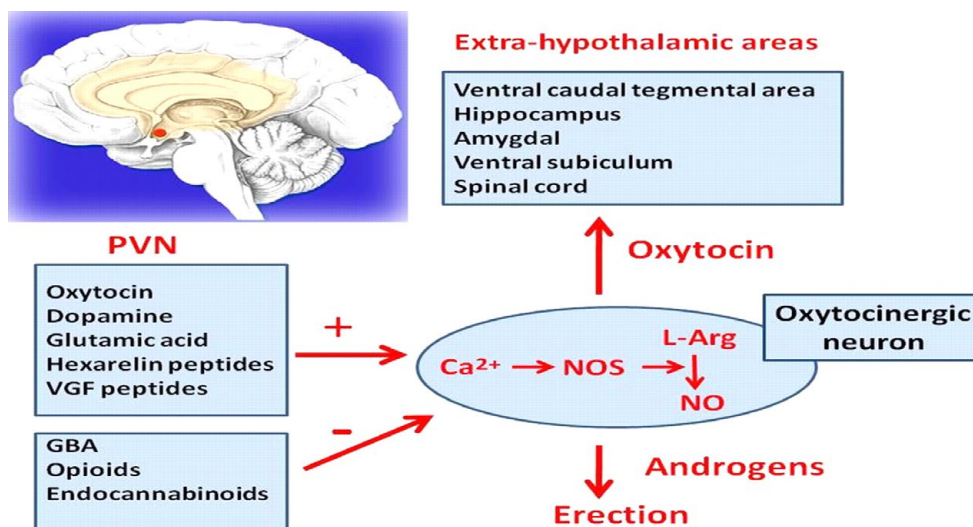 Extra-hypothalamic areas
Ventral caudal tegmental area
Hippocampus
Amygdal
Ventral subiculum
Spinal cord
PVN
Oxytocin
Oxytocin
Dopamine
Glutamic acid
Hexarelin peptides
VGF peptides
+
Oxytocinergic
neuron
L-Arg
Ca²⁺ → NOS →
NO
-
GBA
Opioids
Endocannabinoids
Androgens
Erection